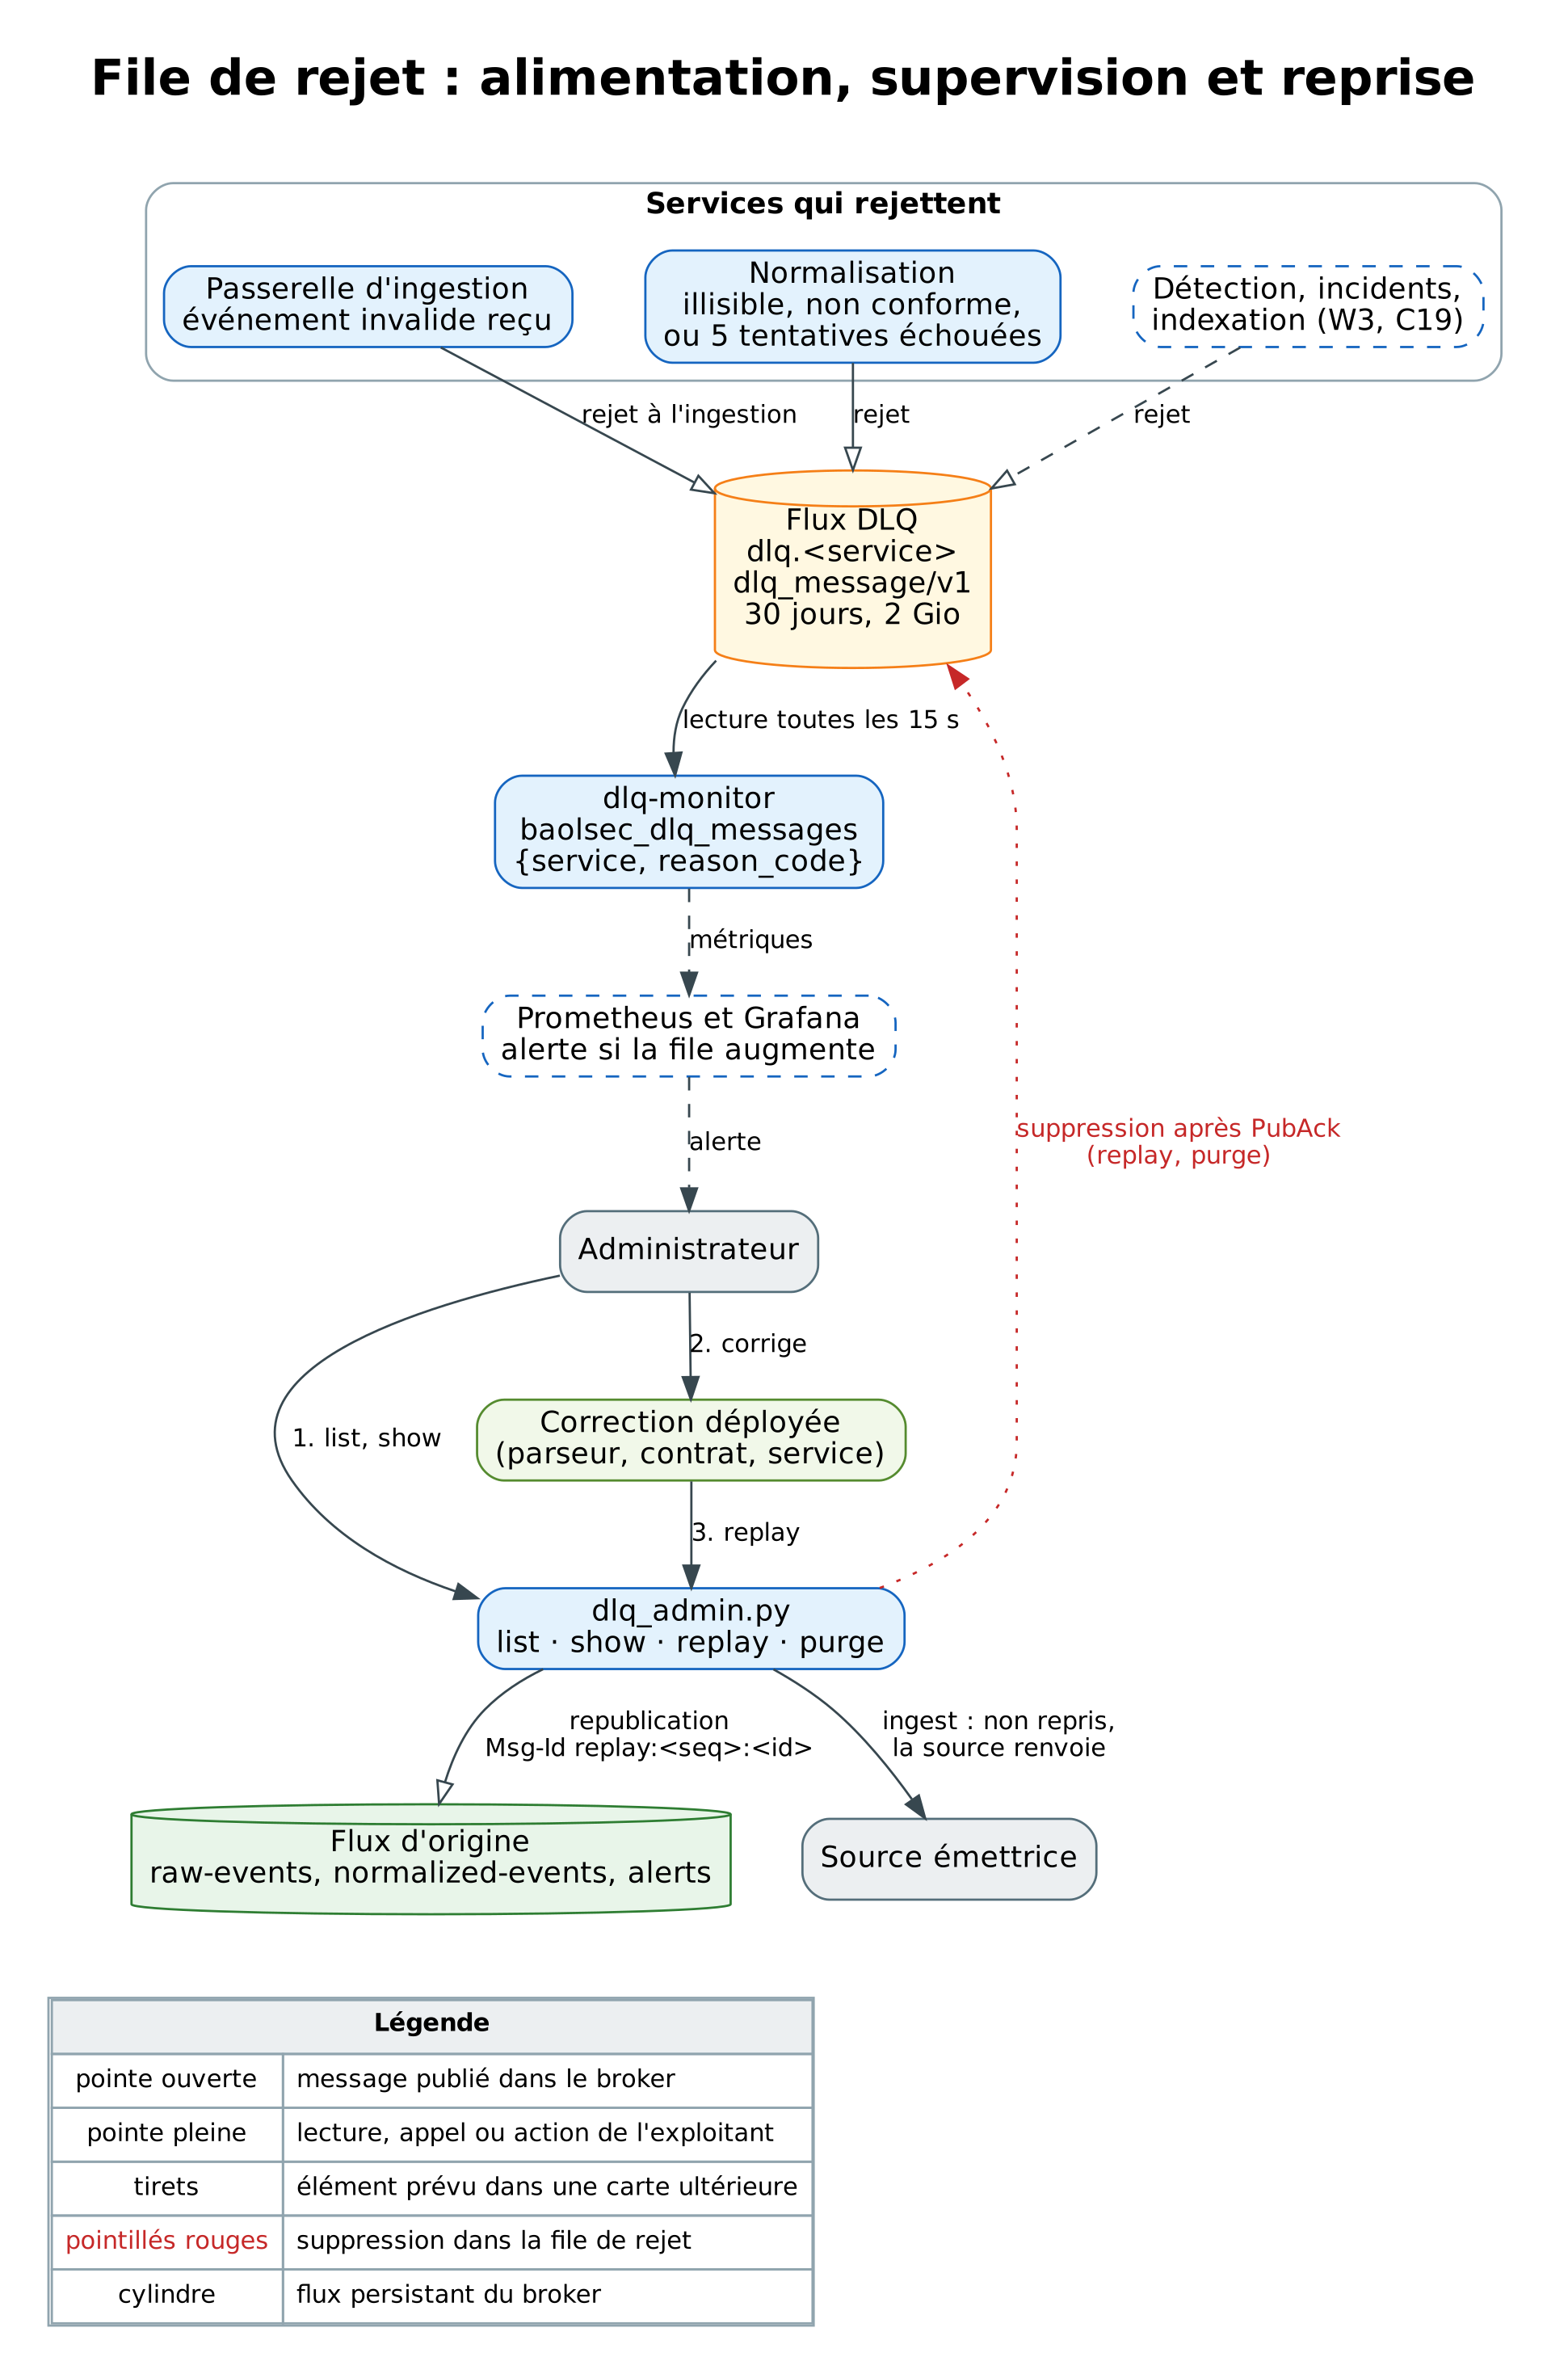 File de rejet : alimentation, supervision et reprise
Services qui rejettent
Passerelle d'ingestion
événement invalide reçu
Normalisation
illisible, non conforme,
ou 5 tentatives échouées
Détection, incidents,
indexation (W3, C19)
rejet à l'ingestion
rejet
rejet
Flux DLQ
dlq.<service>
dlq_message/v1
30 jours, 2 Gio
lecture toutes les 15 s
dlq-monitor
baolsec_dlq_messages
{service, reason_code}
métriques
Prometheus et Grafana
alerte si la file augmente
alerte
suppression après PubAck
(replay, purge)
Administrateur
2. corrige
1. list, show
Correction déployée
(parseur, contrat, service)
3. replay
dlq_admin.py
list · show · replay · purge
republication
Msg-Id replay:<seq>:<id>
ingest : non repris,
la source renvoie
Flux d'origine
raw-events, normalized-events, alerts
Source émettrice
Légende
pointe ouverte message publié dans le broker
pointe pleine lecture, appel ou action de l'exploitant
tirets élément prévu dans une carte ultérieure
pointillés rouges suppression dans la file de rejet
cylindre flux persistant du broker